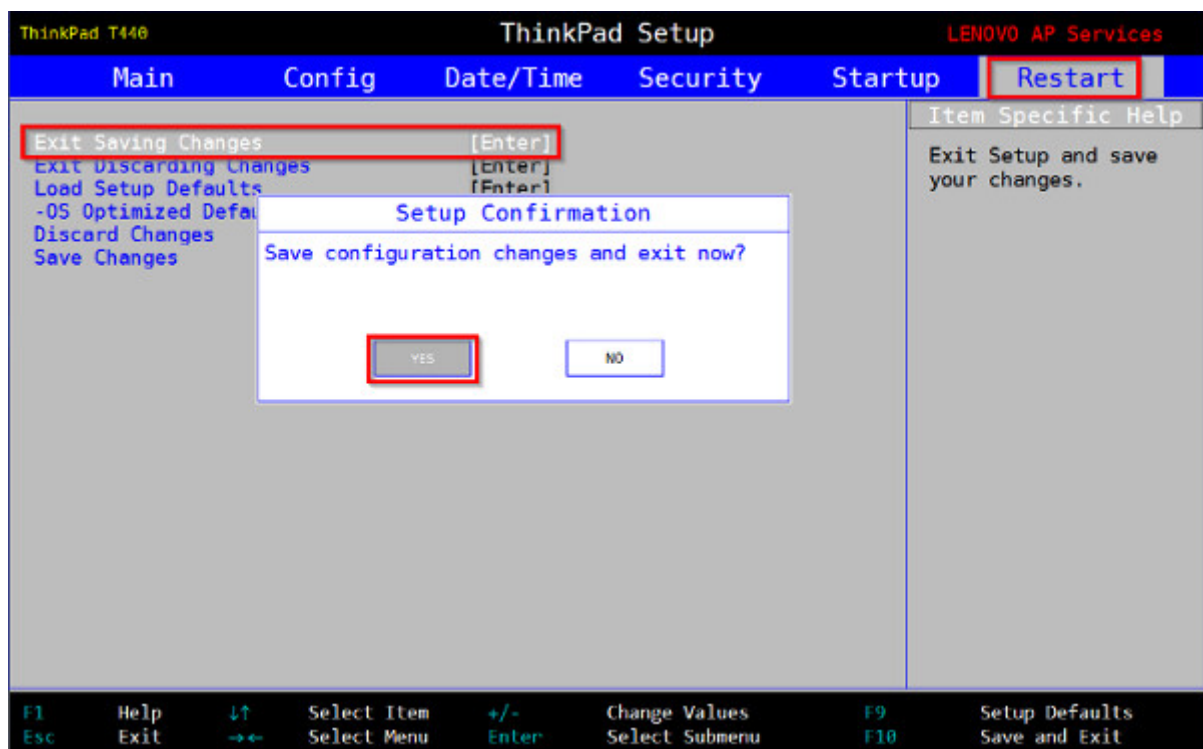 ThinkPad T440 ThinkPad Setup LENOVO AP Services
Main Config Date/Time Security Startup Restart
Item Specific Help
Exit Saving Changes [Enter]
Exit Discarding Changes [Enter]
Load Setup Defaults [Enter]
-OS Optimized Defau
Discard Changes
Save Changes
Exit Setup and save
your changes.
Setup Confirmation
Save configuration changes and exit now?
YES NO
F1 Help ↓↑ Select Item +/- Change Values F9 Setup Defaults
Esc Exit →← Select Menu Enter Select Submenu F10 Save and Exit